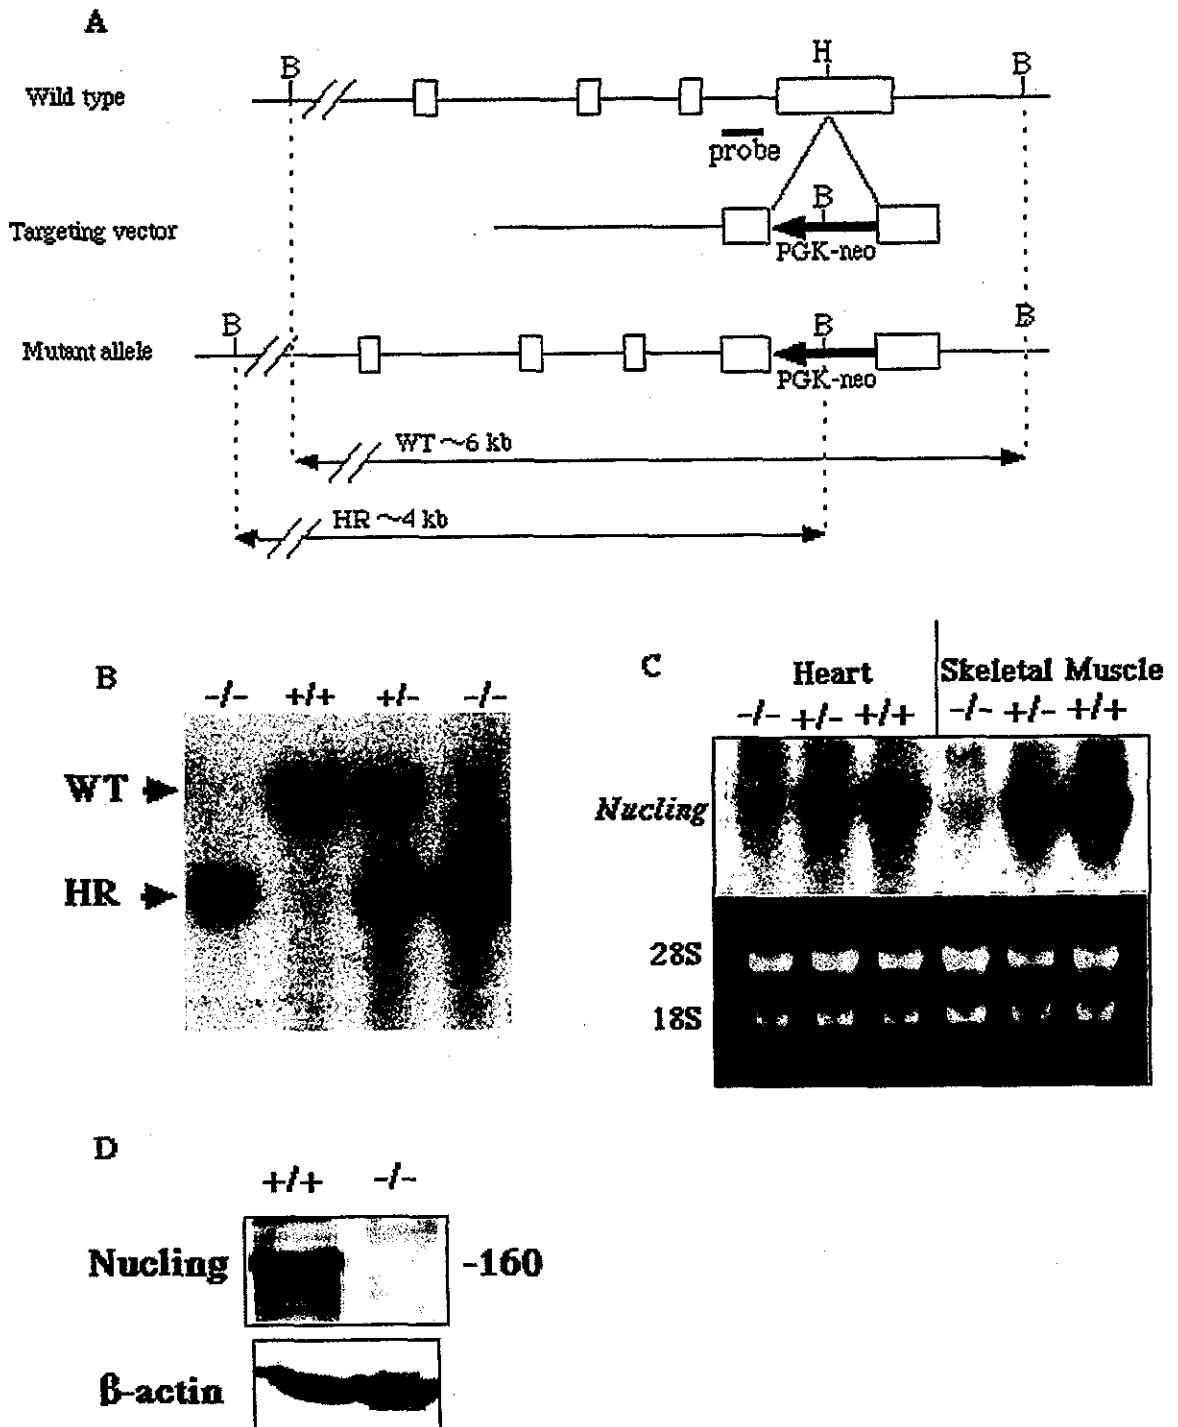 A
B H B
Wild type
probe
B
Targeting vector
PGK-neo
B B B
Mutant allele
PGK-neo
WT ~6 kb
HR ~4 kb
B
-/- +/+ +/- -/-
WT
HR
C
Heart Skeletal Muscle
-/- +/- +/+ -/- +/- +/+
Nucling
28S
18S
D
+/+ -/-
Nucling -160
β-actin